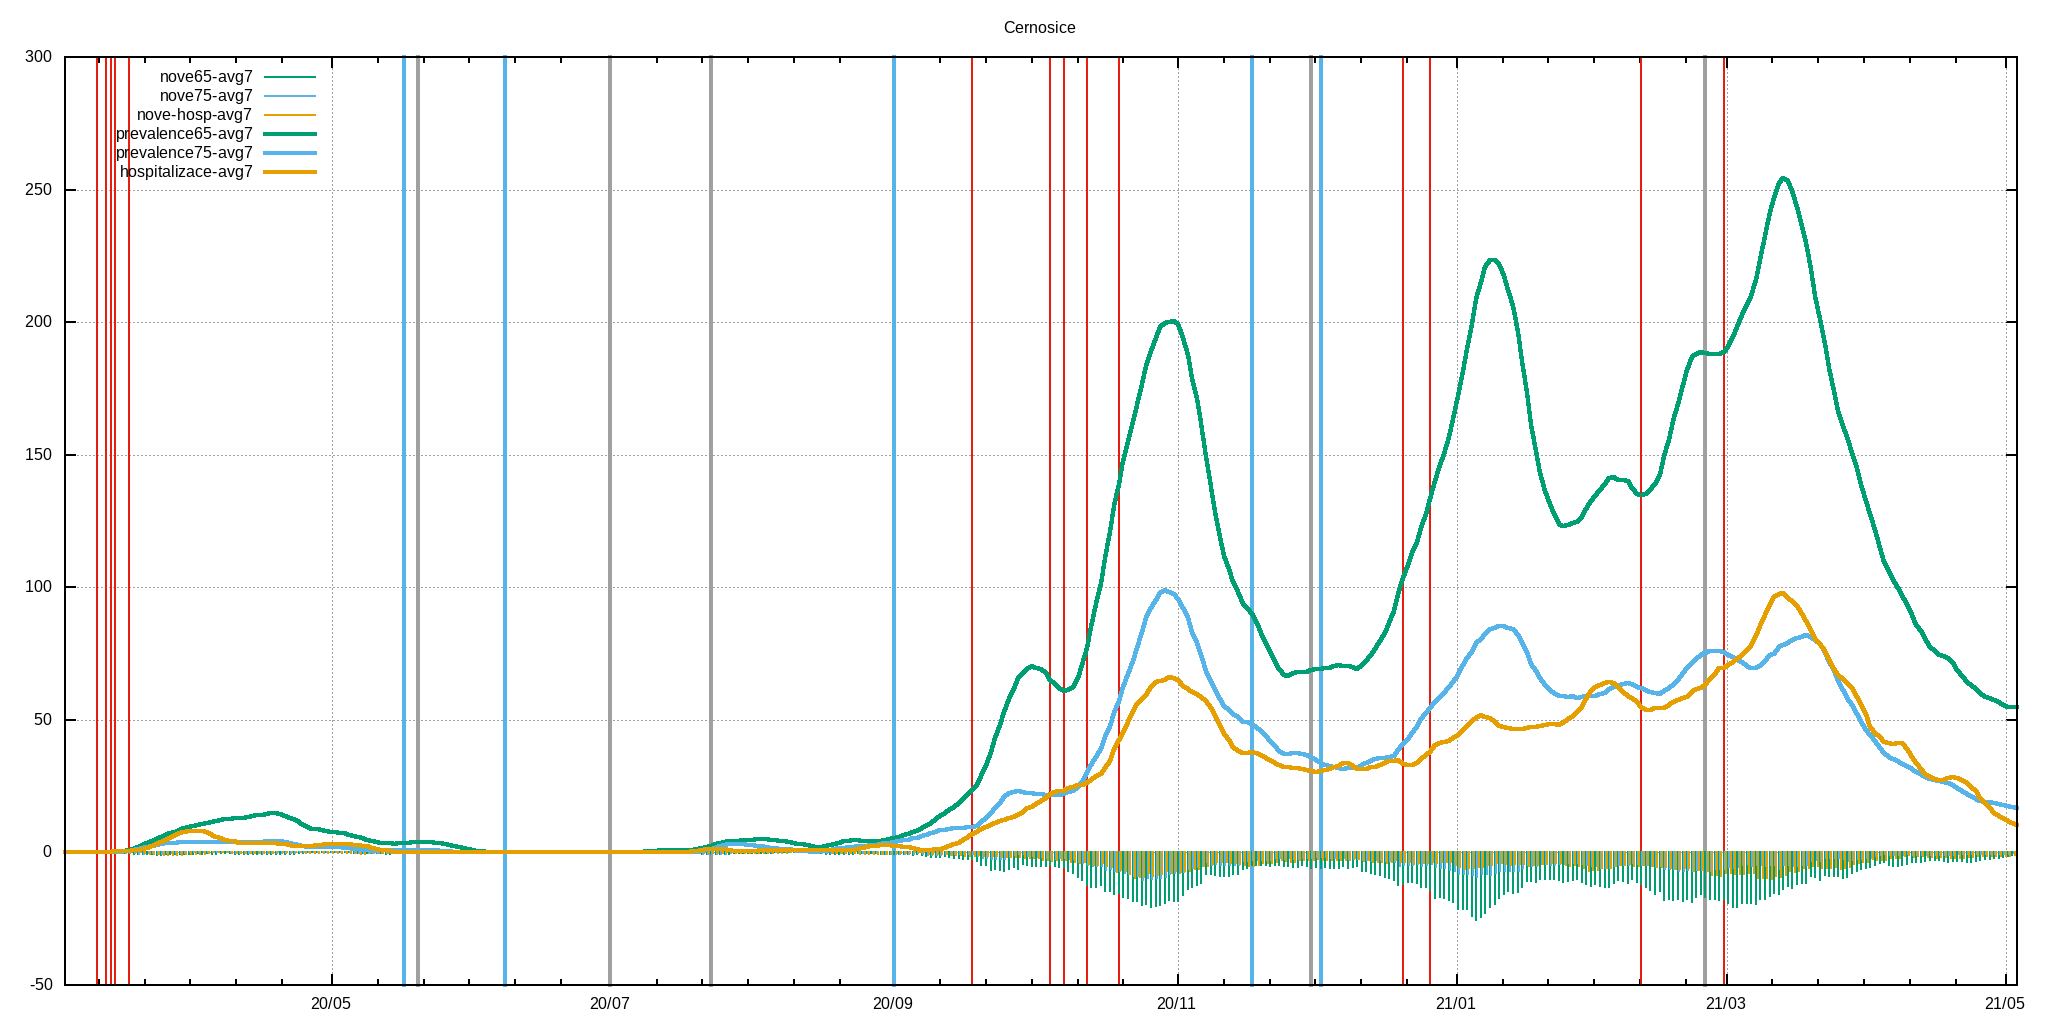 Cernosice
300
250
200
150
100
50
0
-50
nove65-avg7
nove75-avg7
nove-hosp-avg7
prevalence65-avg7
prevalence75-avg7
hospitalizace-avg7
20/05 20/07 20/09 20/11 21/01 21/03 21/05